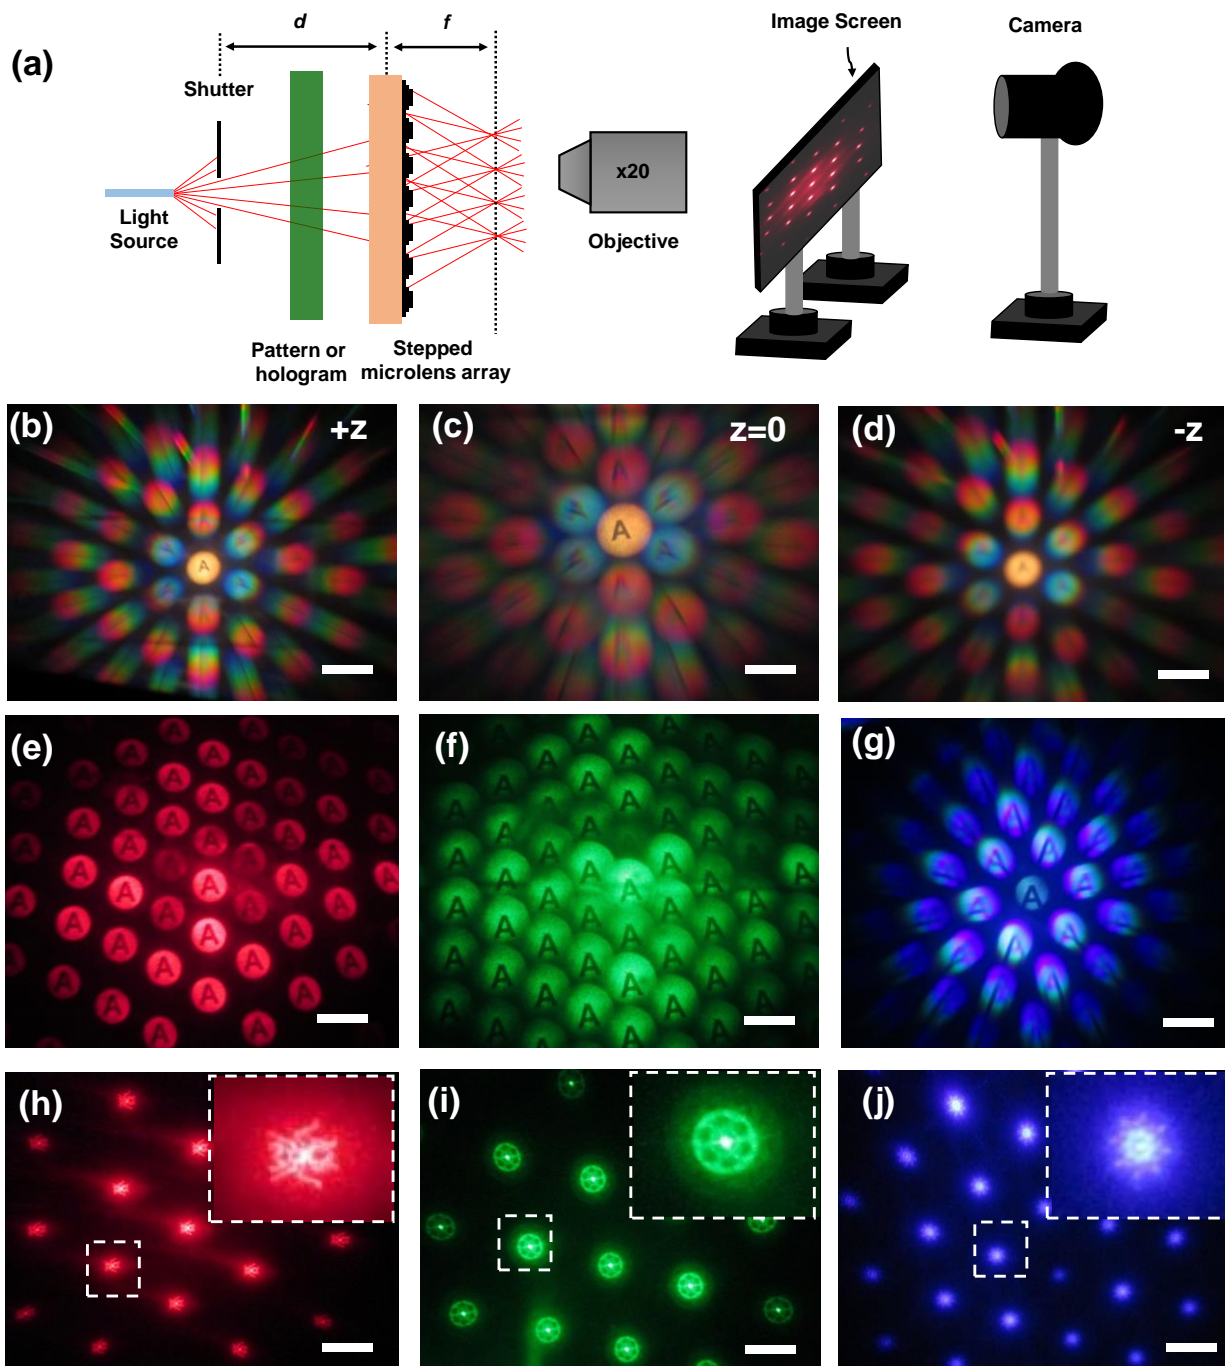 (a)
d
f
Image Screen
Camera
Shutter
x20
Light
Source
Objective
Pattern or
hologram
Stepped
microlens array
(b)
+z
(c)
z=0
(d)
-z
A
A
A
(e)
(f)
(g)
A
A
A
(h)
(i)
(j)